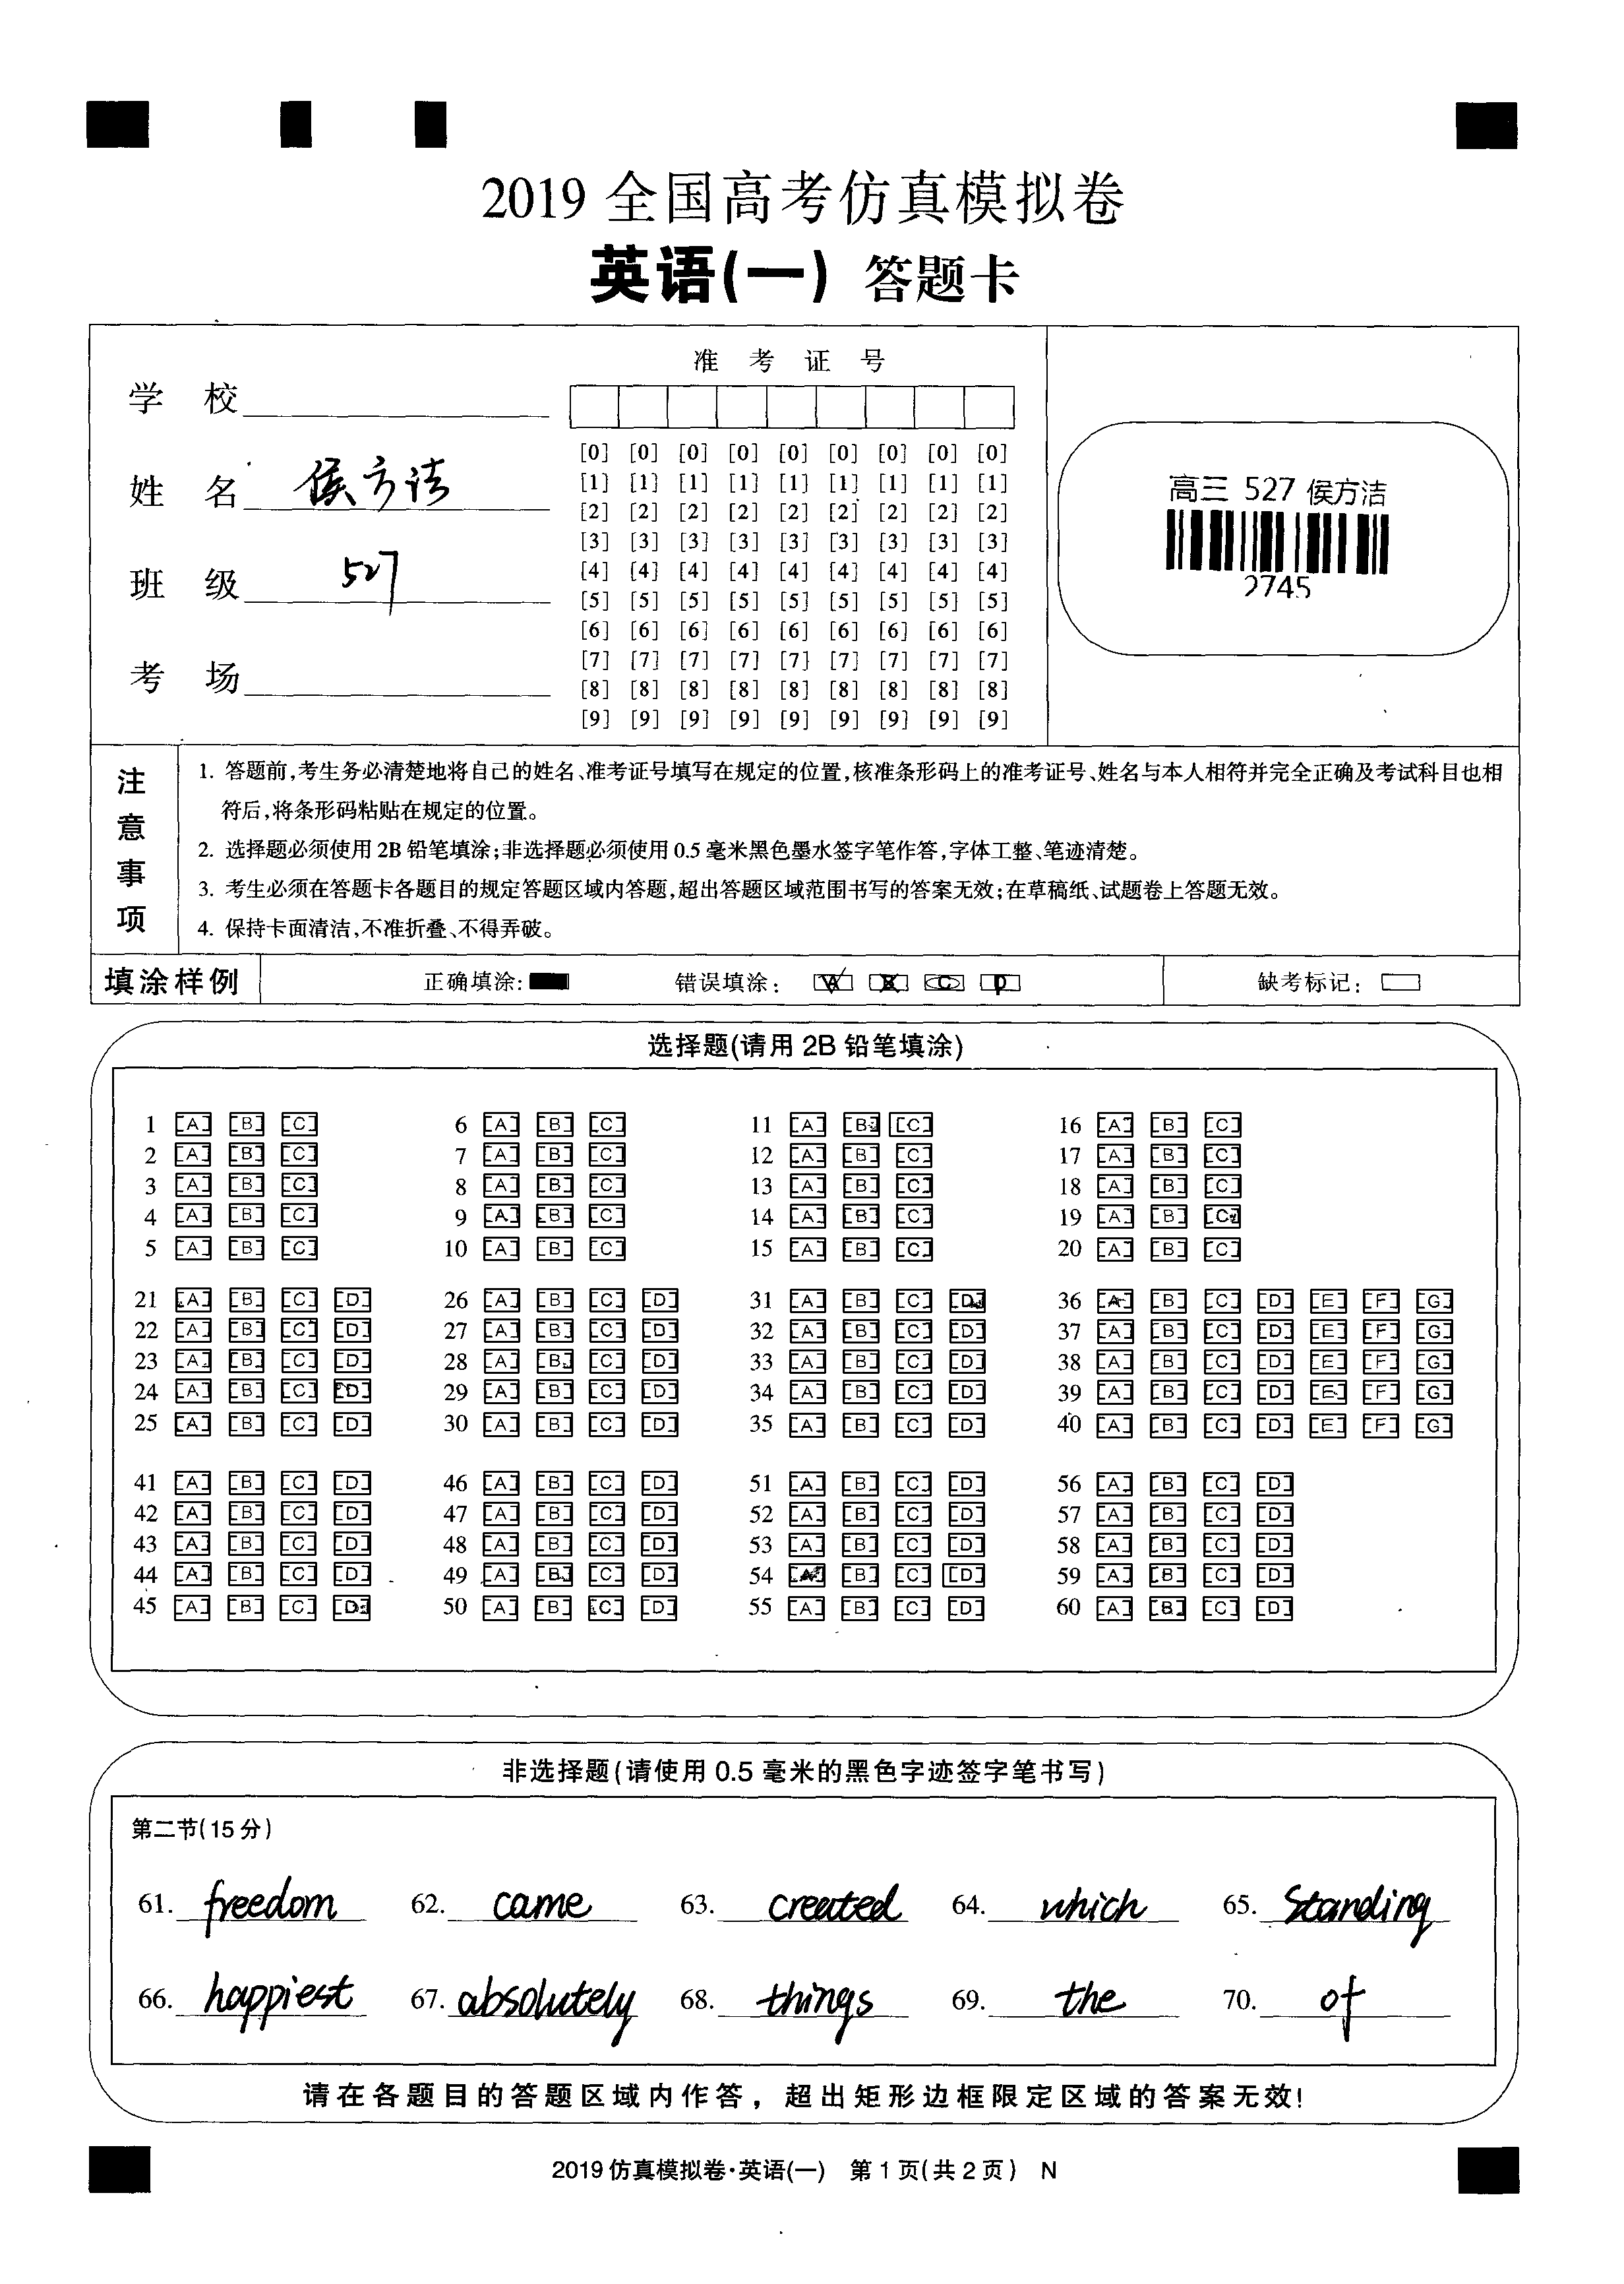 2019 全国高考仿真模拟卷
英语(一) 答题卡
准 考 证 号
学 校
姓 名 侯方洁
班 级 527
考 场
[0] [0] [0] [0] [0] [0] [0] [0] [0]
[1] [1] [1] [1] [1] [1] [1] [1] [1]
[2] [2] [2] [2] [2] [2] [2] [2] [2]
[3] [3] [3] [3] [3] [3] [3] [3] [3]
[4] [4] [4] [4] [4] [4] [4] [4] [4]
[5] [5] [5] [5] [5] [5] [5] [5] [5]
[6] [6] [6] [6] [6] [6] [6] [6] [6]
[7] [7] [7] [7] [7] [7] [7] [7] [7]
[8] [8] [8] [8] [8] [8] [8] [8] [8]
[9] [9] [9] [9] [9] [9] [9] [9] [9]
高三 527 侯方洁
2745
注意事项
1. 答题前,考生务必清楚地将自己的姓名、准考证号填写在规定的位置,核准条形码上的准考证号、姓名与本人相符并完全正确及考试科目也相
符后,将条形码粘贴在规定的位置。
2. 选择题必须使用 2B 铅笔填涂;非选择题必须使用 0.5 毫米黑色墨水签字笔作答,字体工整、笔迹清楚。
3. 考生必须在答题卡各题目的规定答题区域内答题,超出答题区域范围书写的答案无效;在草稿纸、试题卷上答题无效。
4. 保持卡面清洁,不准折叠、不得弄破。
填涂样例 正确填涂: 错误填涂: A B C D 缺考标记:
选择题(请用 2B 铅笔填涂)
1 [A] [B] [C] 6 [A] [B] [C] 11 [A] [B] [C] 16 [A] [B] [C]
2 [A] [B] [C] 7 [A] [B] [C] 12 [A] [B] [C] 17 [A] [B] [C]
3 [A] [B] [C] 8 [A] [B] [C] 13 [A] [B] [C] 18 [A] [B] [C]
4 [A] [B] [C] 9 [A] [B] [C] 14 [A] [B] [C] 19 [A] [B] [C]
5 [A] [B] [C] 10 [A] [B] [C] 15 [A] [B] [C] 20 [A] [B] [C]
21 [A] [B] [C] [D] 26 [A] [B] [C] [D] 31 [A] [B] [C] [D] 36 [A] [B] [C] [D] [E] [F] [G]
22 [A] [B] [C] [D] 27 [A] [B] [C] [D] 32 [A] [B] [C] [D] 37 [A] [B] [C] [D] [E] [F] [G]
23 [A] [B] [C] [D] 28 [A] [B] [C] [D] 33 [A] [B] [C] [D] 38 [A] [B] [C] [D] [E] [F] [G]
24 [A] [B] [C] [D] 29 [A] [B] [C] [D] 34 [A] [B] [C] [D] 39 [A] [B] [C] [D] [E] [F] [G]
25 [A] [B] [C] [D] 30 [A] [B] [C] [D] 35 [A] [B] [C] [D] 40 [A] [B] [C] [D] [E] [F] [G]
41 [A] [B] [C] [D] 46 [A] [B] [C] [D] 51 [A] [B] [C] [D] 56 [A] [B] [C] [D]
42 [A] [B] [C] [D] 47 [A] [B] [C] [D] 52 [A] [B] [C] [D] 57 [A] [B] [C] [D]
43 [A] [B] [C] [D] 48 [A] [B] [C] [D] 53 [A] [B] [C] [D] 58 [A] [B] [C] [D]
44 [A] [B] [C] [D] 49 [A] [B] [C] [D] 54 [A] [B] [C] [D] 59 [A] [B] [C] [D]
45 [A] [B] [C] [D] 50 [A] [B] [C] [D] 55 [A] [B] [C] [D] 60 [A] [B] [C] [D]
非选择题(请使用 0.5 毫米的黑色字迹签字笔书写)
第二节(15 分)
61. freedom 62. came 63. created 64. which 65. Standing
66. happiest 67. absolutely 68. things 69. the 70. of
请在各题目的答题区域内作答，超出矩形边框限定区域的答案无效!
2019 仿真模拟卷·英语(一) 第 1 页(共 2 页) N